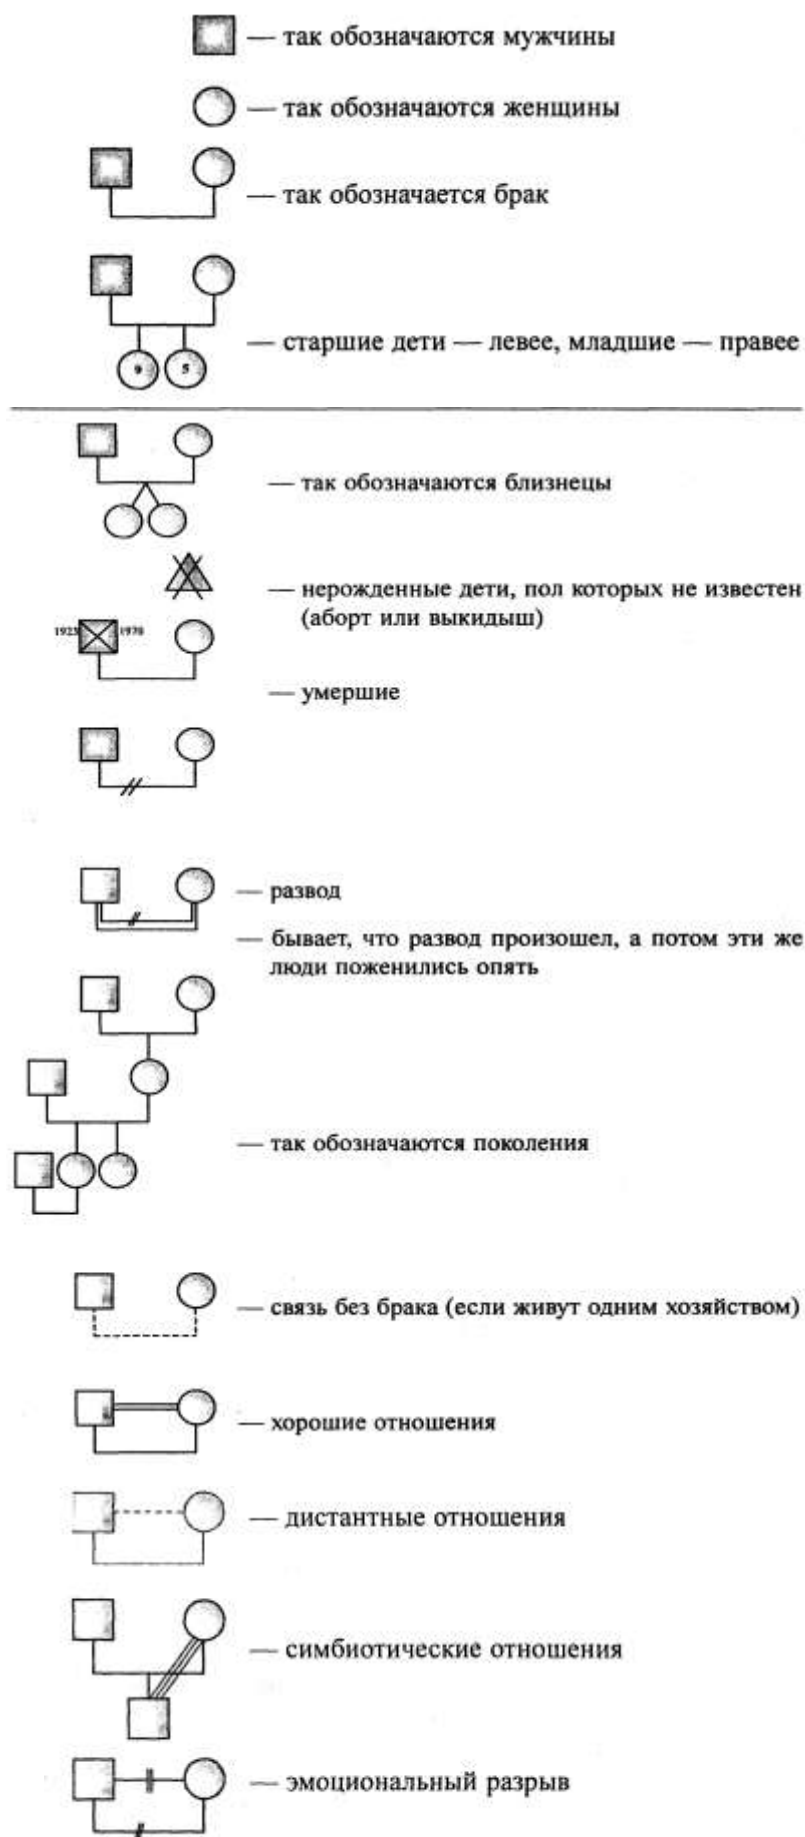 — так обозначаются мужчины
— так обозначаются женщины
— так обозначается брак
— старшие дети — левее, младшие — правее
9 5
— так обозначаются близнецы
— нерожденные дети, пол которых не известен
(аборт или выкидыш)
1923 1970
— умершие
— развод
— бывает, что развод произошел, а потом эти же
люди поженились опять
— так обозначаются поколения
— связь без брака (если живут одним хозяйством)
— хорошие отношения
— дистантные отношения
— симбиотические отношения
— эмоциональный разрыв